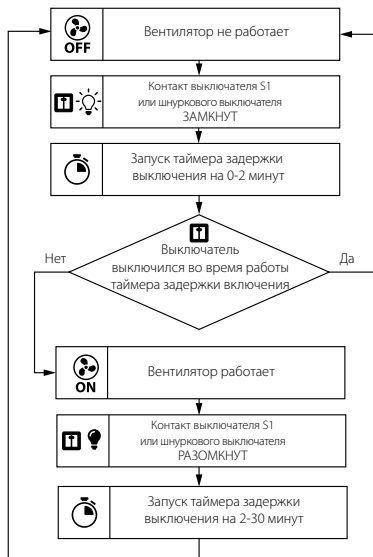 OFF
Вентилятор не работает
Контакт выключателя S1
или шнуркового выключателя
ЗАМКНУТ
Запуск таймера задержки
выключения на 0-2 минут
Нет
Да
Выключатель
выключился во время работы
таймера задержки включения
ON
Вентилятор работает
Контакт выключателя S1
или шнуркового выключателя
РАЗОМКНУТ
Запуск таймера задержки
выключения на 2-30 минут